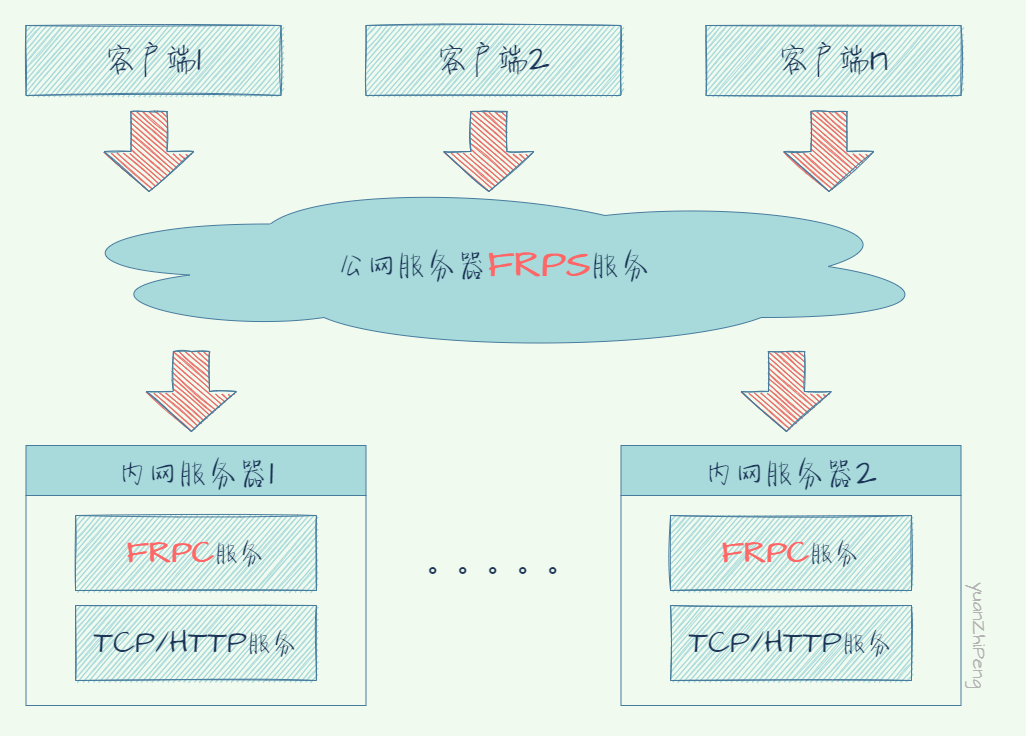 客户端1
客户端2
客户端n
公网服务器FRPS服务
内网服务器1
FRPC服务
TCP/HTTP服务
。。。。。
内网服务器2
FRPC服务
TCP/HTTP服务
yuanZhiPeng